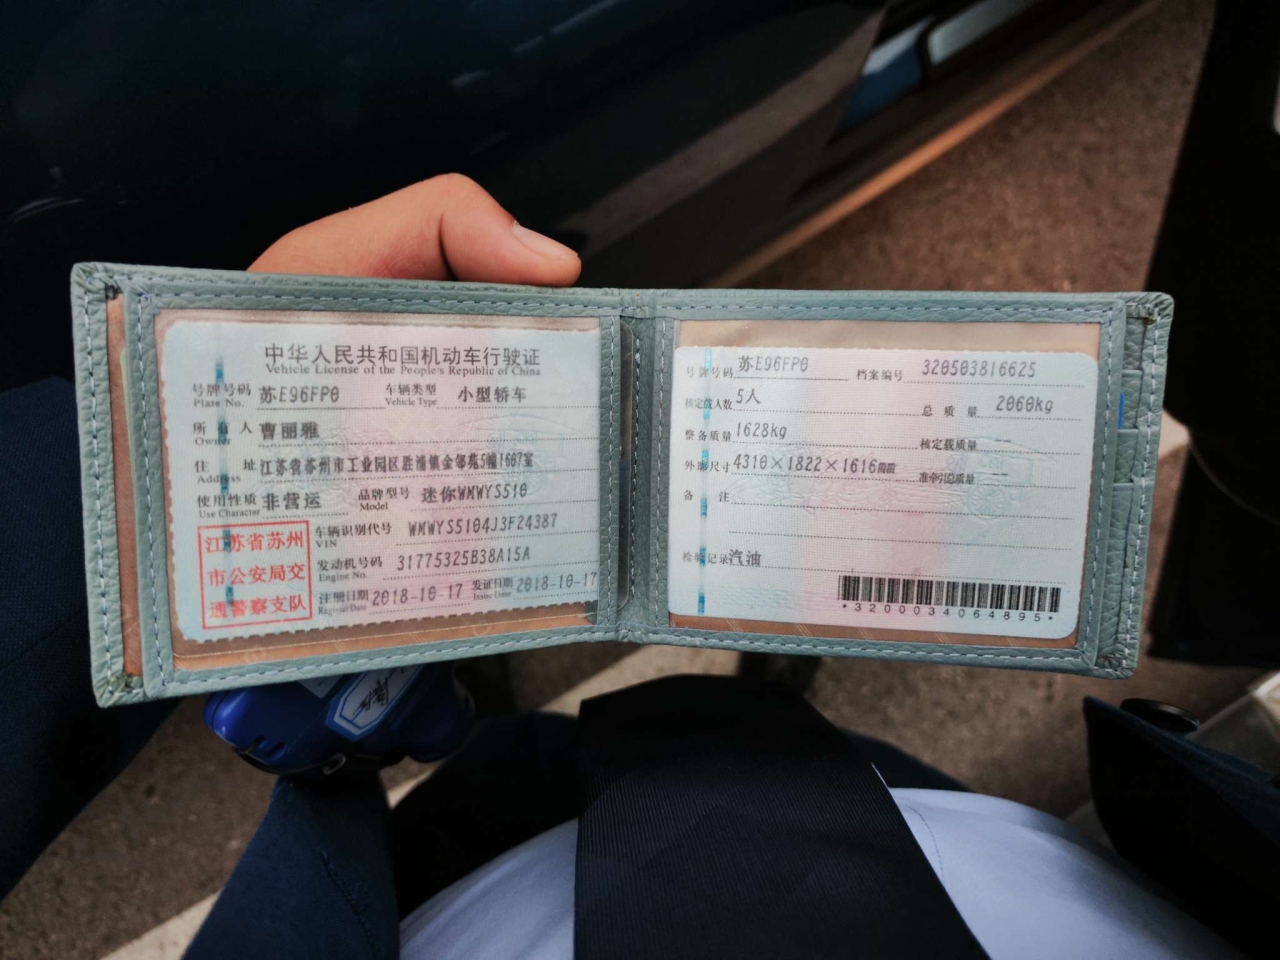 中华人民共和国机动车行驶证
Vehicle License of the People's Republic of China
号牌号码 苏E96FP0 车辆类型 小型轿车
Plate No. Vehicle Type
所有人 曹丽雅
Owner
住址 江苏省苏州市工业园区胜浦镇金邻苑5幢1607室
Address
使用性质 非营运 品牌型号 迷你WMWYS510
Use Character Model
江苏省苏州
市公安局交
通警察支队
车辆识别代号 WMWYS5104J3F24387
VIN
发动机号码 31775325B38A15A
Engine No.
注册日期 2018-10-17 发证日期 2018-10-17
Register Date Issue Date
号牌号码 苏E96FP0 档案编号 320503816625
核定载人数 5人 总质量 2060kg
整备质量 1628kg 核定载质量 --
外廓尺寸 4310×1822×1616mm 准牵引总质量 --
备注
检验记录 汽油
*3200034064895*